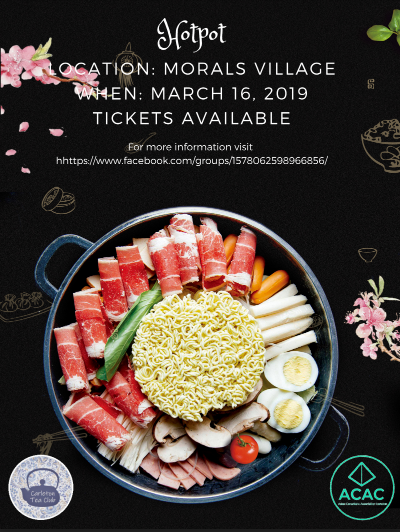 Hotpot
LOCATION: MORALS VILLAGE
WHEN: MARCH 16, 2019
TICKETS AVAILABLE
For more information visit
hhttps://www.facebook.com/groups/1578062598966856/
Carleton
Tea Club
ACAC